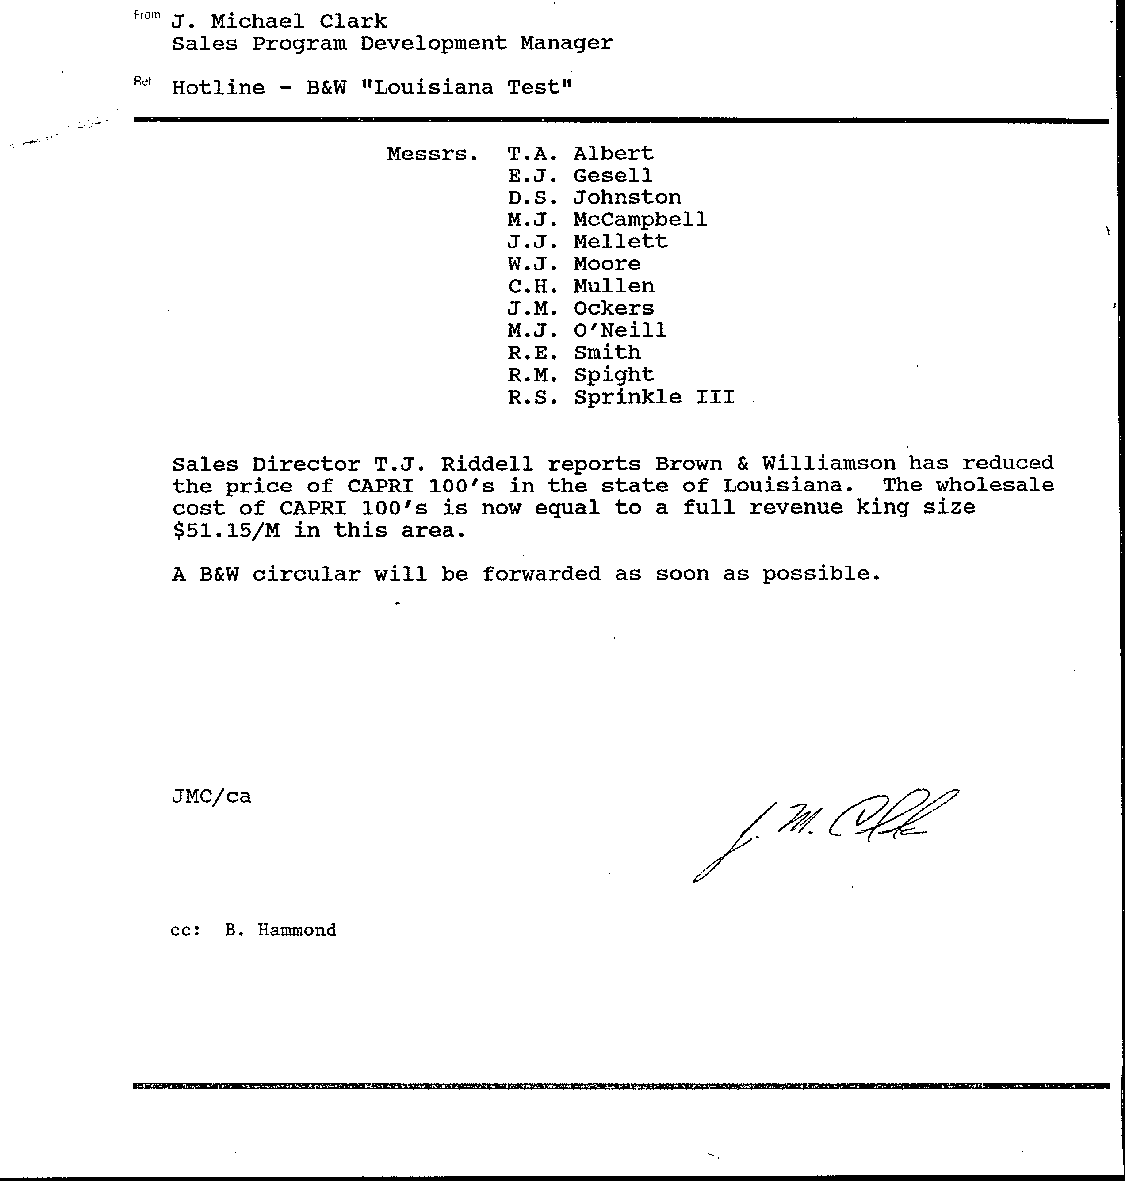 From J. Michael Clark
Sales Program Development Manager
Ref Hotline - B&W "Louisiana Test"
Messrs. T.A. Albert
E.J. Gesell
D.S. Johnston
M.J. McCampbell
J.J. Mellett
W.J. Moore
C.H. Mullen
J.M. Ockers
M.J. O'Neill
R.E. Smith
R.M. Spight
R.S. Sprinkle III
Sales Director T.J. Riddell reports Brown & Williamson has reduced
the price of CAPRI 100's in the state of Louisiana. The wholesale
cost of CAPRI 100's is now equal to a full revenue king size
$51.15/M in this area.
A B&W circular will be forwarded as soon as possible.
JMC/ca
J. M. Clark
cc: B. Hammond